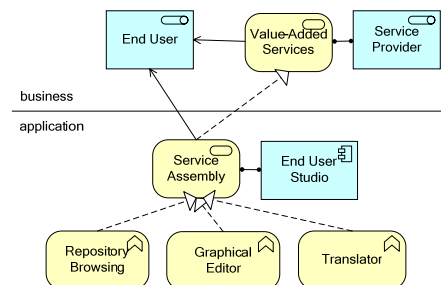 End User
Value-Added
Services
Service
Provider
business
application
Service
Assembly
End User
Studio
Repository
Browsing
Graphical
Editor
Translator